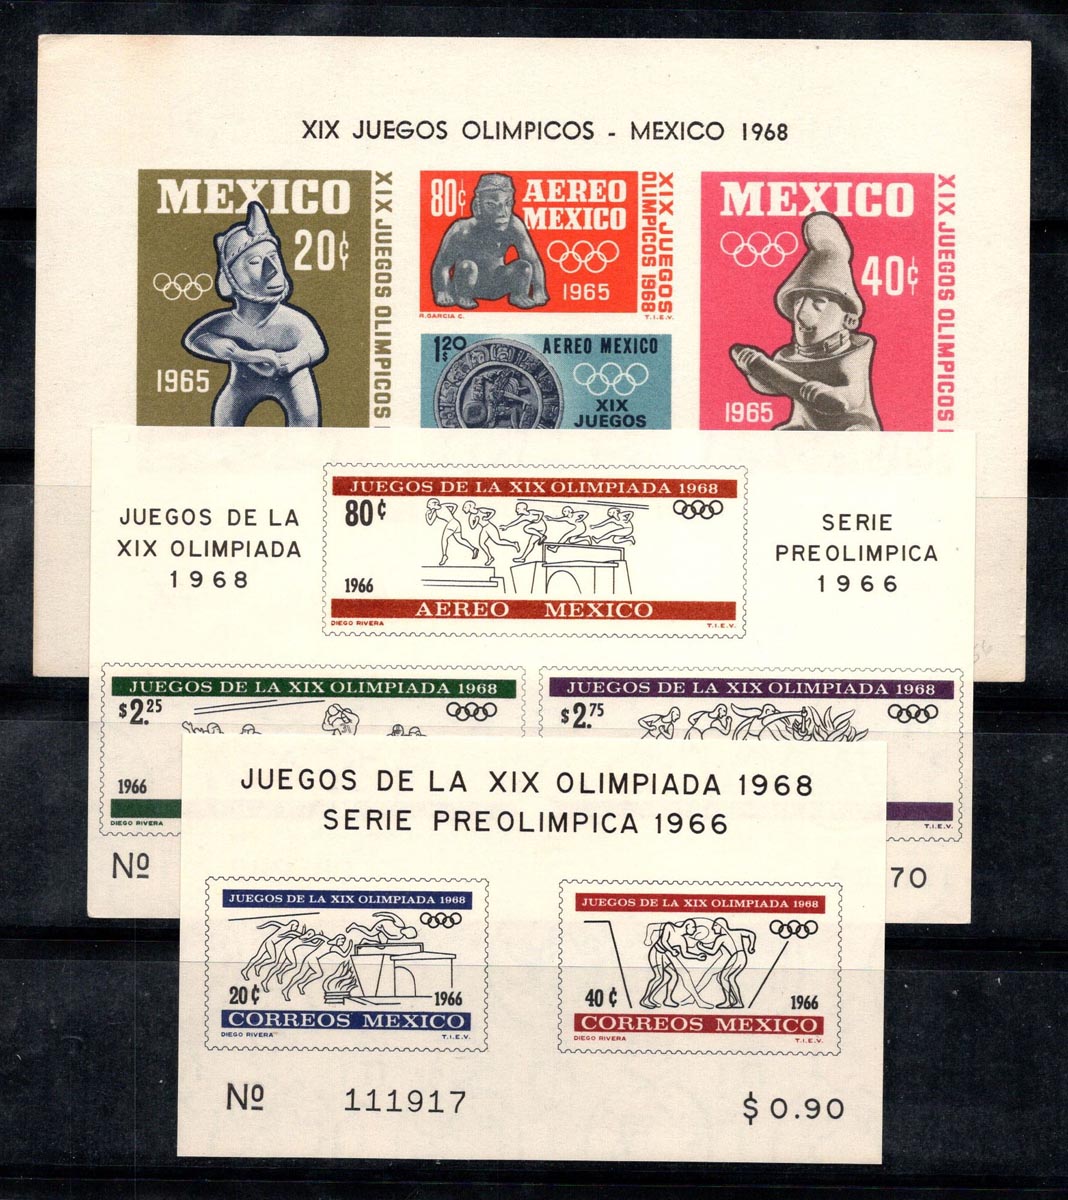 XIX JUEGOS OLIMPICOS - MEXICO 1968
MEXICO
20¢
1965
XIX JUEGOS OLIMPICOS
80¢
AEREO
MEXICO
1965
XIX JUEGOS
OLIMPICOS 1968
R. GARCIA C.
T.I.E.V.
$1.20
AEREO MEXICO
XIX
JUEGOS
MEXICO
40¢
1965
XIX JUEGOS OLIMPICOS
JUEGOS DE LA
XIX OLIMPIADA
1968
JUEGOS DE LA XIX OLIMPIADA 1968
80¢
1966
AEREO MEXICO
DIEGO RIVERA
T.I.E.V.
SERIE
PREOLIMPICA
1966
JUEGOS DE LA XIX OLIMPIADA 1968
$2.25
1966
DIEGO RIVERA
JUEGOS DE LA XIX OLIMPIADA 1968
$2.75
T.I.E.V.
Nº
70
JUEGOS DE LA XIX OLIMPIADA 1968
SERIE PREOLIMPICA 1966
JUEGOS DE LA XIX OLIMPIADA 1968
20¢
1966
CORREOS MEXICO
DIEGO RIVERA
T.I.E.V.
JUEGOS DE LA XIX OLIMPIADA 1968
40¢
1966
CORREOS MEXICO
DIEGO RIVERA
T.I.E.V.
Nº 111917
$0.90